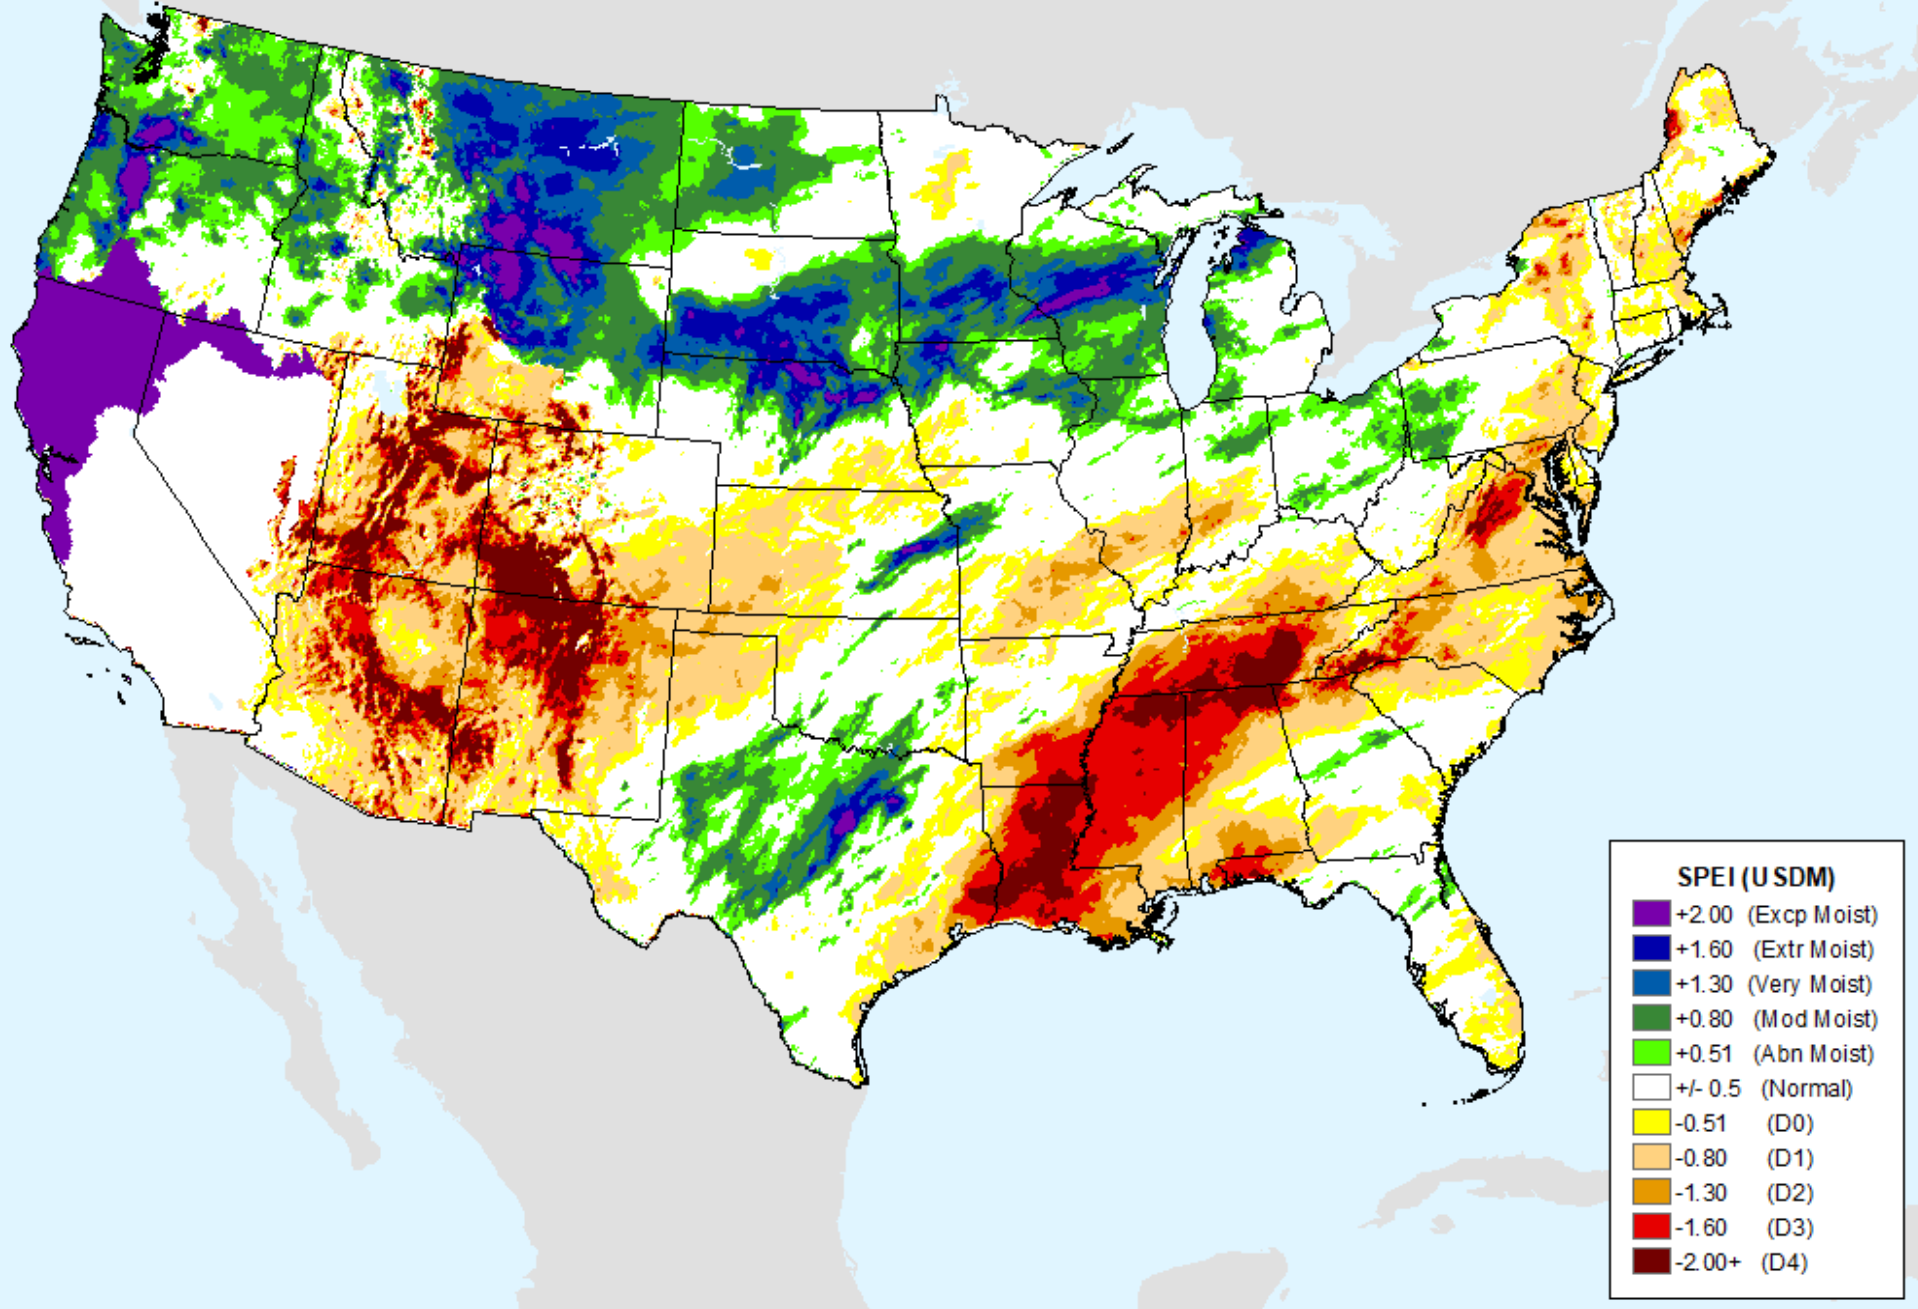 SPEI (USDM)
+2.00 (Excp Moist)
+1.60 (Extr Moist)
+1.30 (Very Moist)
+0.80 (Mod Moist)
+0.51 (Abn Moist)
+/- 0.5 (Normal)
-0.51 (D0)
-0.80 (D1)
-1.30 (D2)
-1.60 (D3)
-2.00+ (D4)